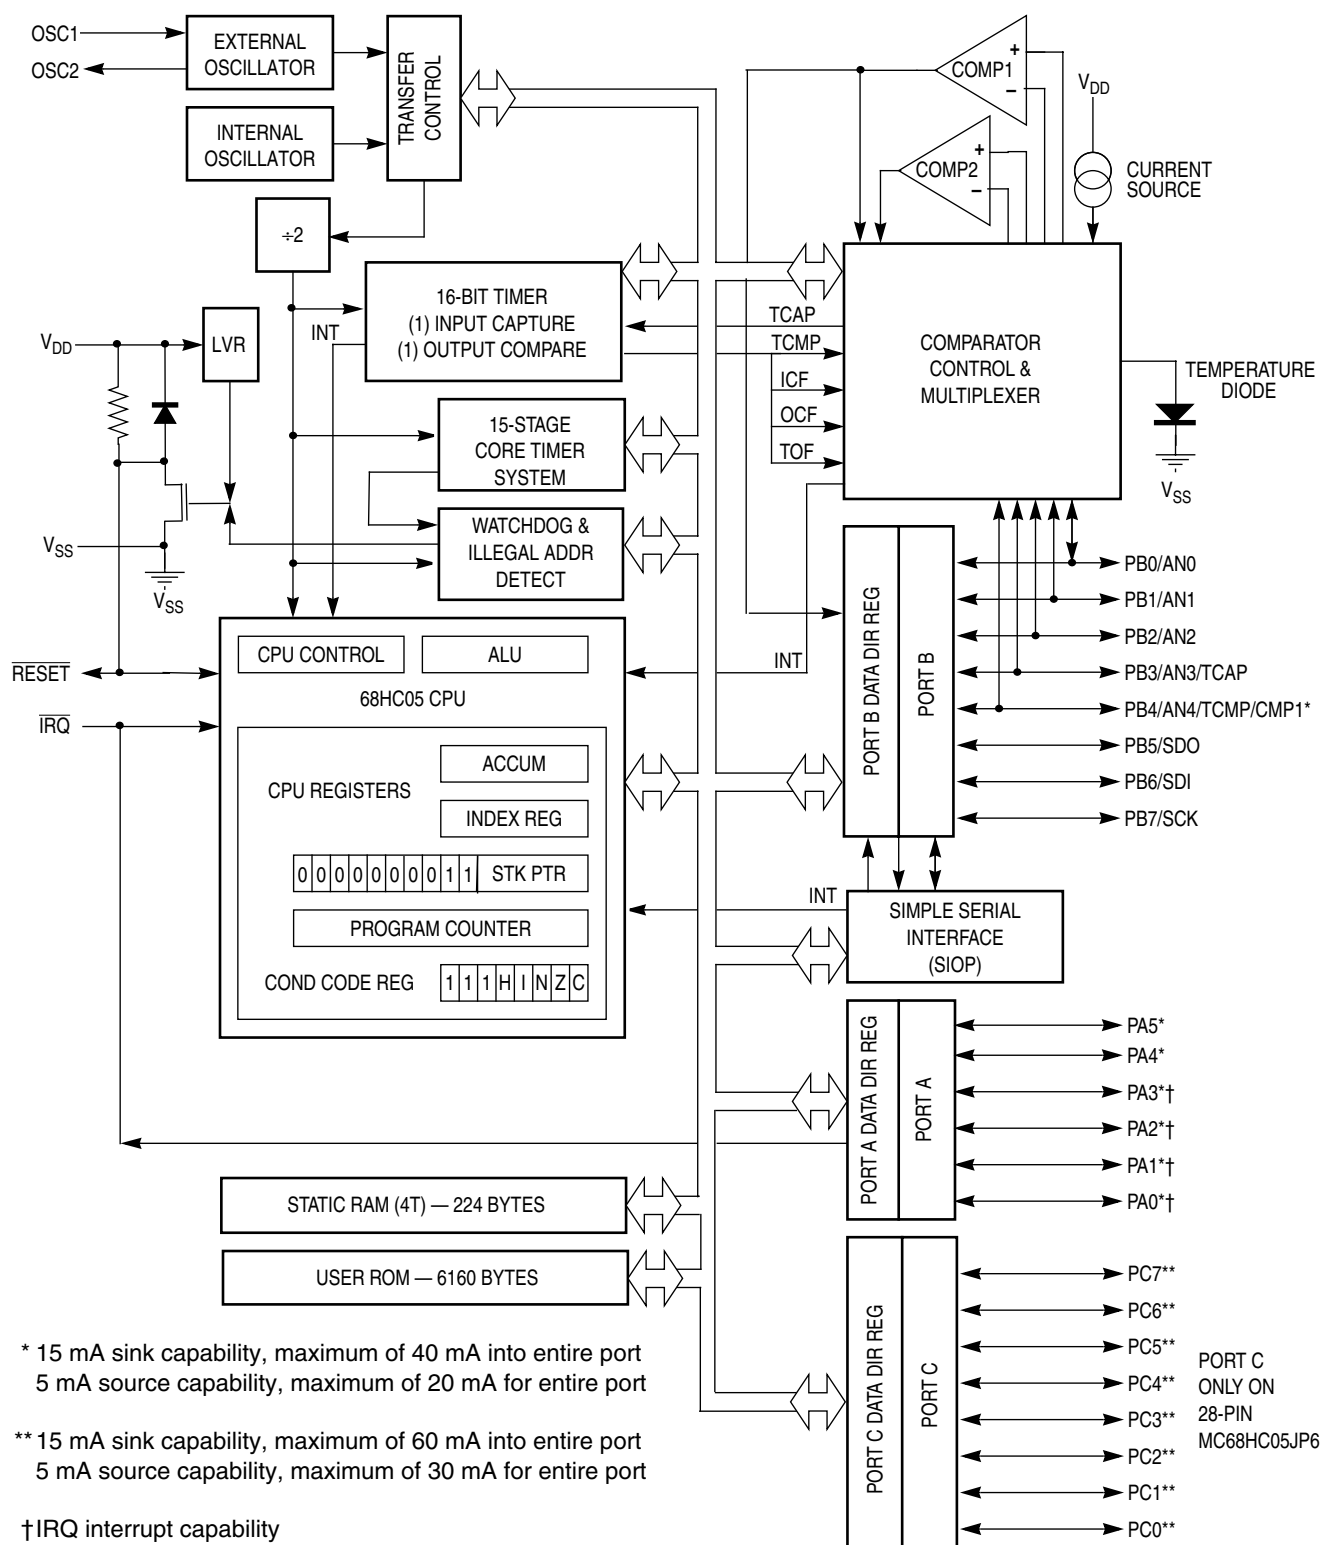 OSC1
OSC2
EXTERNAL
OSCILLATOR
INTERNAL
OSCILLATOR
TRANSFER
CONTROL
÷2
COMP1
+
−
COMP2
+
−
VDD
CURRENT
SOURCE
16-BIT TIMER
(1) INPUT CAPTURE
(1) OUTPUT COMPARE
INT
TCAP
TCMP
ICF
OCF
TOF
COMPARATOR
CONTROL &
MULTIPLEXER
TEMPERATURE
DIODE
VSS
VDD
LVR
15-STAGE
CORE TIMER
SYSTEM
WATCHDOG &
ILLEGAL ADDR
DETECT
VSS
VSS
RESET
IRQ
CPU CONTROL
ALU
68HC05 CPU
CPU REGISTERS
ACCUM
INDEX REG
0 0 0 0 0 0 0 0 1 1 STK PTR
PROGRAM COUNTER
COND CODE REG
1 1 1 H I N Z C
INT
INT
PORT B DATA DIR REG
PORT B
PB0/AN0
PB1/AN1
PB2/AN2
PB3/AN3/TCAP
PB4/AN4/TCMP/CMP1*
PB5/SDO
PB6/SDI
PB7/SCK
SIMPLE SERIAL
INTERFACE
(SIOP)
PORT A DATA DIR REG
PORT A
PA5*
PA4*
PA3*†
PA2*†
PA1*†
PA0*†
STATIC RAM (4T) — 224 BYTES
USER ROM — 6160 BYTES
PORT C DATA DIR REG
PORT C
PC7**
PC6**
PC5**
PC4**
PC3**
PC2**
PC1**
PC0**
PORT C
ONLY ON
28-PIN
MC68HC05JP6
* 15 mA sink capability, maximum of 40 mA into entire port
5 mA source capability, maximum of 20 mA for entire port
** 15 mA sink capability, maximum of 60 mA into entire port
5 mA source capability, maximum of 30 mA for entire port
†IRQ interrupt capability